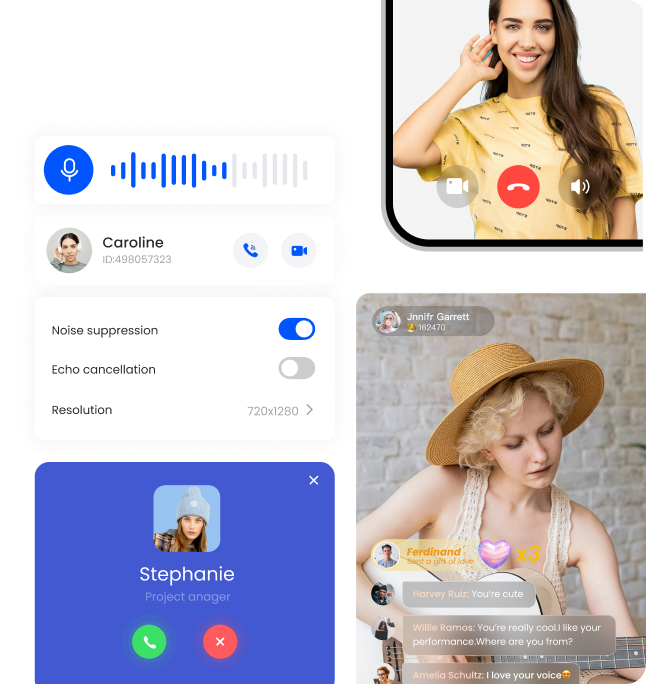 Caroline
ID:498057323
Noise suppression
Echo cancellation
Resolution
720x1280
Stephanie
Project anager
Jnnifr Garrett
162470
Ferdinand
Sent a gift of love
x3
Harvey Ruiz: You're cute
Willie Ramos: You're really cool.I like your
performance.Where are you from?
Amelia Schultz: I love your voice😍